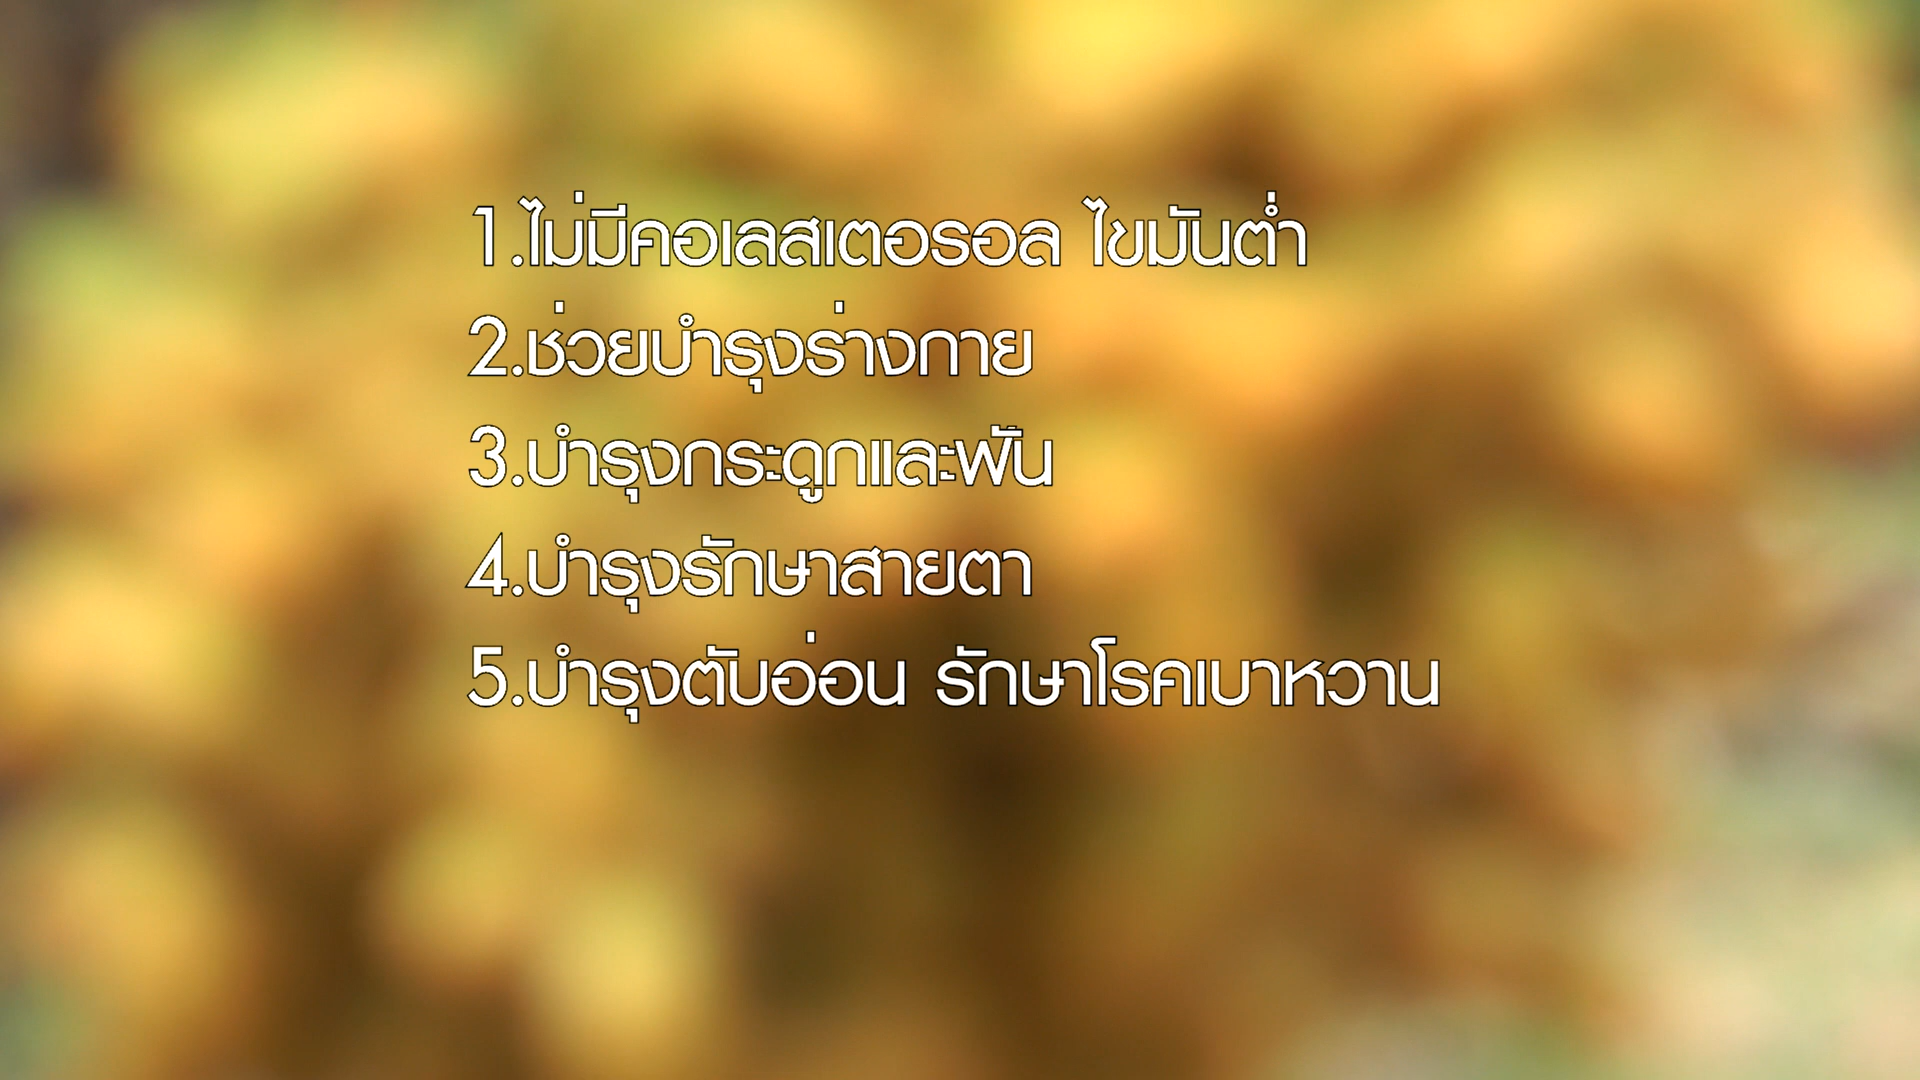 1.ไม่มีคอเลสเตอรอล ไขมันต่ำ
2.ช่วยบำรุงร่างกาย
3.บำรุงกระดูกและฟัน
4.บำรุงรักษาสายตา
5.บำรุงตับอ่อน รักษาโรคเบาหวาน